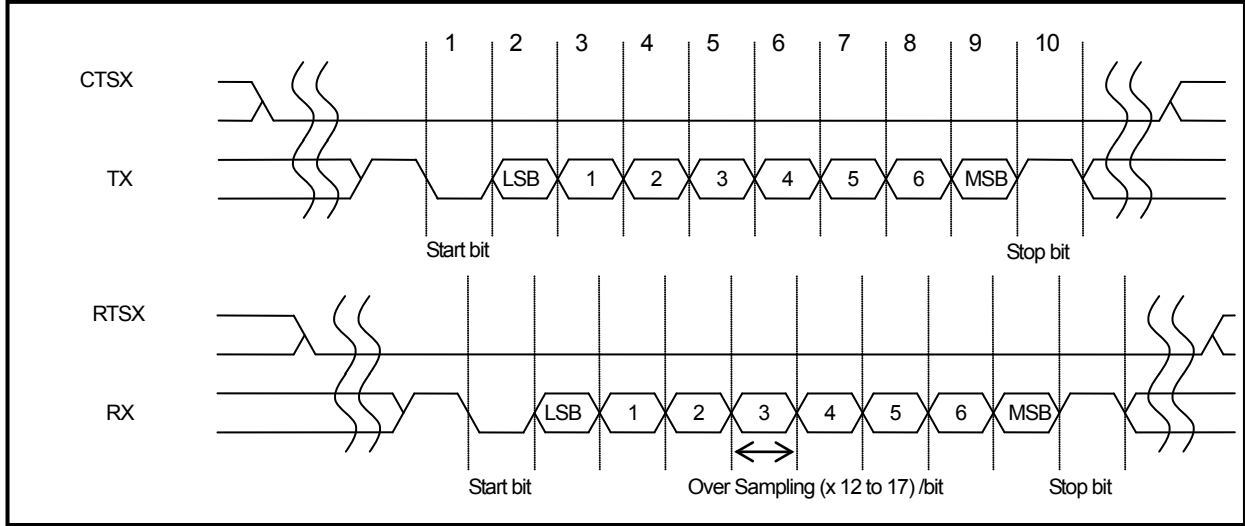 1 2 3 4 5 6 7 8 9 10
CTSX
TX LSB 1 2 3 4 5 6 MSB
Start bit Stop bit
RTSX
RX LSB 1 2 3 4 5 6 MSB
Start bit Over Sampling (x 12 to 17) /bit Stop bit